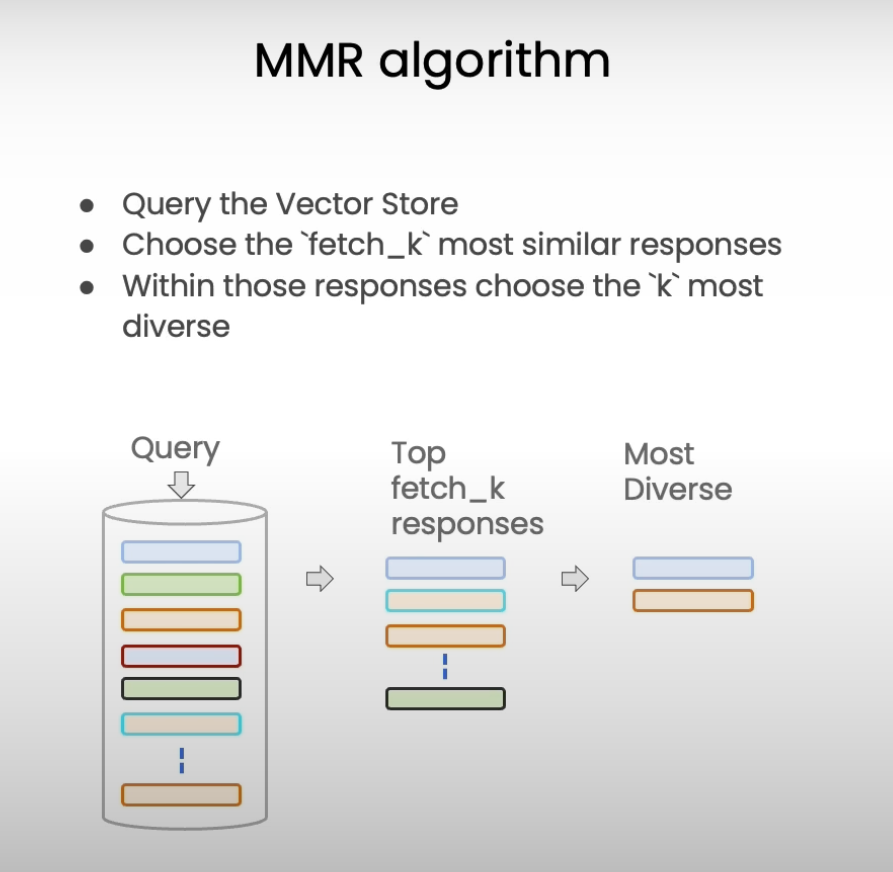 MMR algorithm
● Query the Vector Store
● Choose the `fetch_k` most similar responses
● Within those responses choose the `k` most
diverse
Query
Top
fetch_k
responses
Most
Diverse